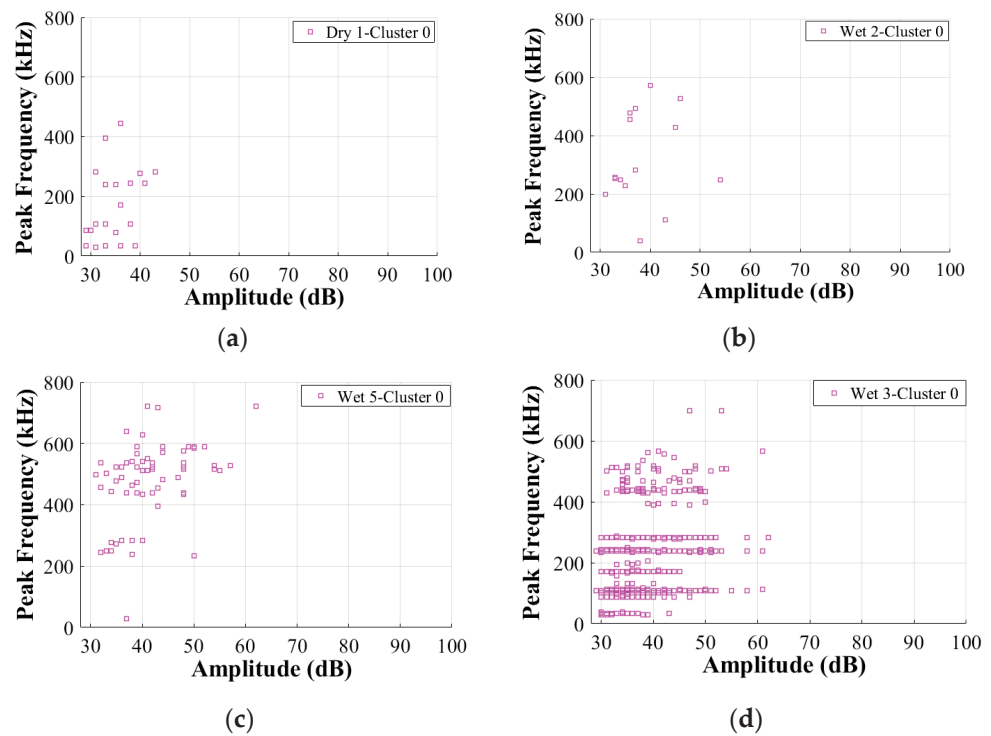 Dry 1-Cluster 0
Peak Frequency (kHz)
800
600
400
200
0
30 40 50 60 70 80 90 100
Amplitude (dB)
(a)
Wet 2-Cluster 0
Peak Frequency (kHz)
800
600
400
200
0
30 40 50 60 70 80 90 100
Amplitude (dB)
(b)
Wet 5-Cluster 0
Peak Frequency (kHz)
800
600
400
200
0
30 40 50 60 70 80 90 100
Amplitude (dB)
(c)
Wet 3-Cluster 0
Peak Frequency (kHz)
800
600
400
200
0
30 40 50 60 70 80 90 100
Amplitude (dB)
(d)